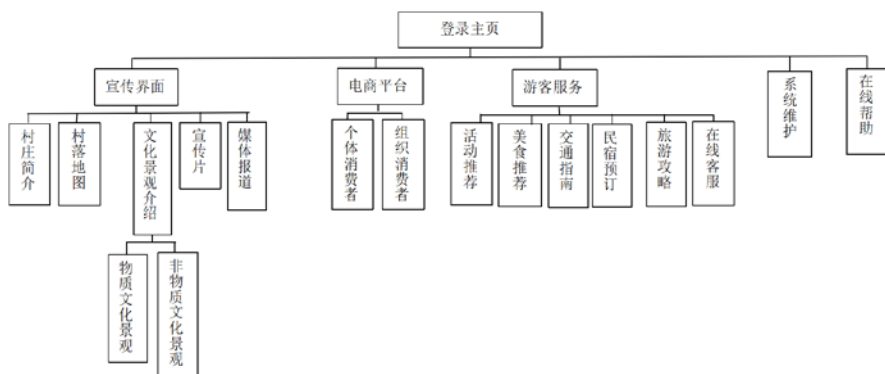 登录主页
宣传界面
电商平台
游客服务
系统维护
在线帮助
村庄简介
村落地图
文化景观介绍
宣传片
媒体报道
个体消费者
组织消费者
活动推荐
美食推荐
交通指南
民宿预订
旅游攻略
在线客服
物质文化景观
非物质文化景观